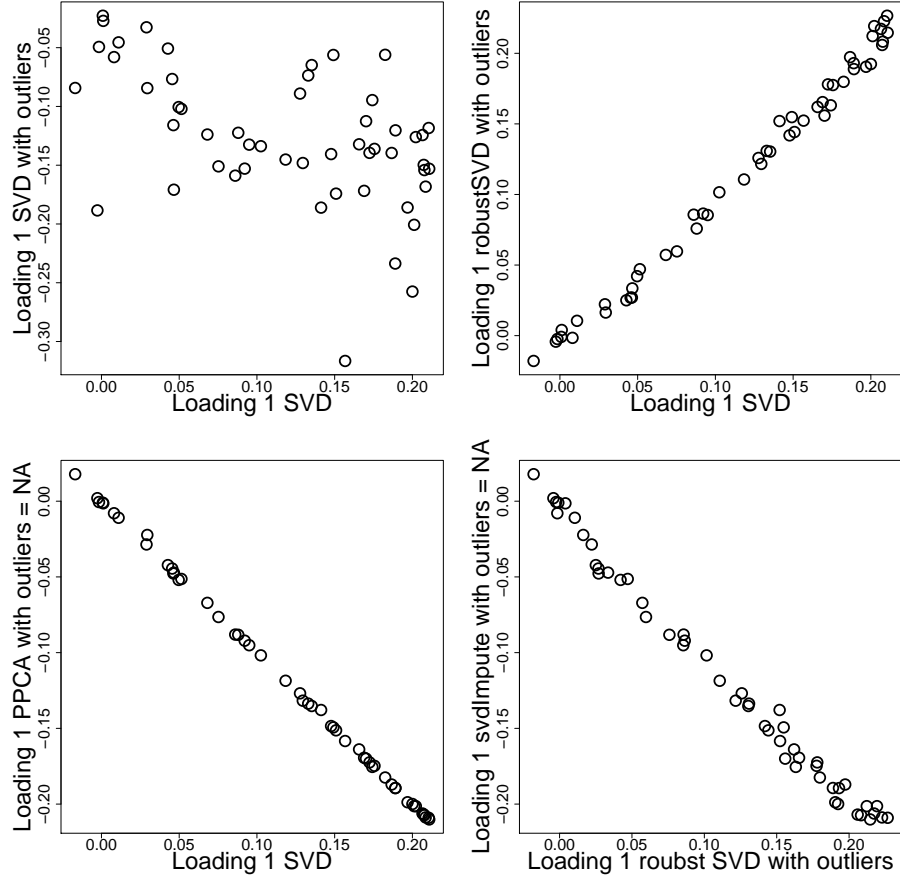 Loading 1 SVD with outliers
−0.05
−0.10
−0.15
−0.20
−0.25
−0.30
0.00 0.05 0.10 0.15 0.20
Loading 1 SVD
Loading 1 robustSVD with outliers
0.20
0.15
0.10
0.05
0.00
0.00 0.05 0.10 0.15 0.20
Loading 1 SVD
Loading 1 PPCA with outliers = NA
0.00
−0.05
−0.10
−0.15
−0.20
0.00 0.05 0.10 0.15 0.20
Loading 1 SVD
Loading 1 svdImpute with outliers = NA
0.00
−0.05
−0.10
−0.15
−0.20
0.00 0.05 0.10 0.15 0.20
Loading 1 roubst SVD with outliers